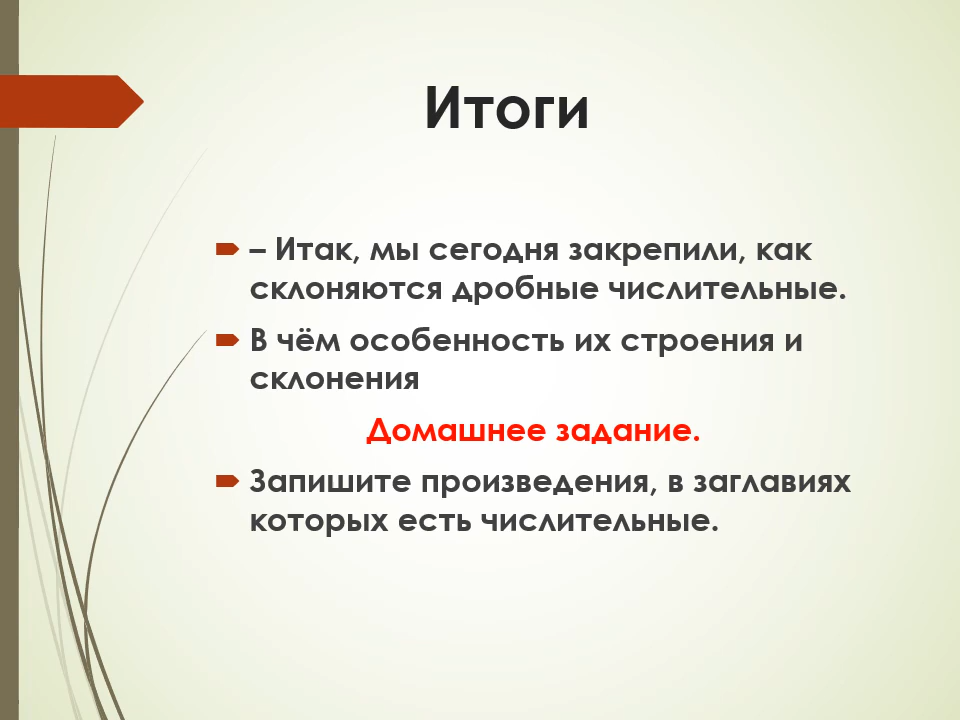 Итоги
– Итак, мы сегодня закрепили, как
склоняются дробные числительные.
В чём особенность их строения и
склонения
Домашнее задание.
Запишите произведения, в заглавиях
которых есть числительные.